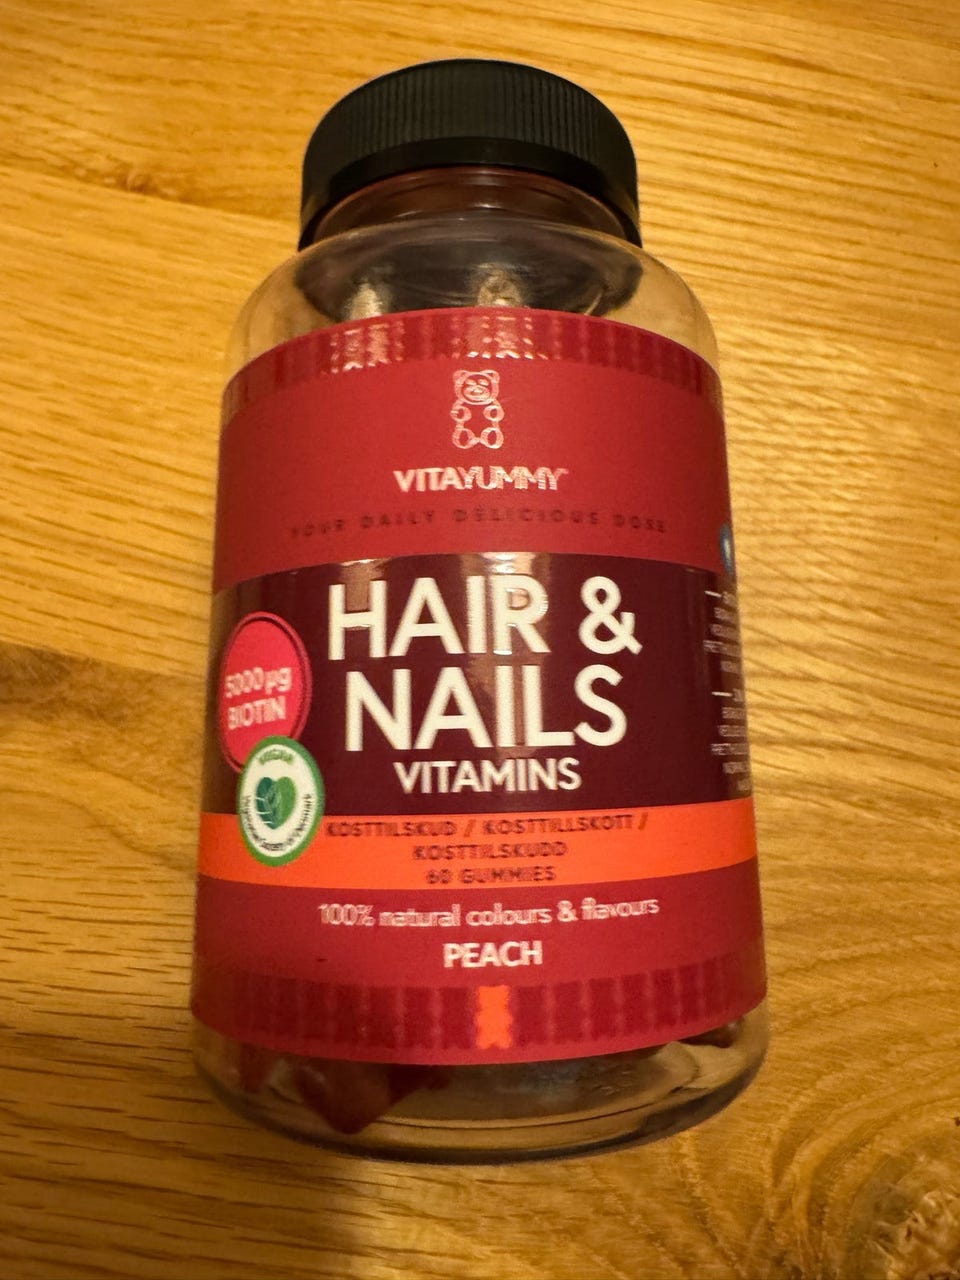 VITAYUMMY
YOUR DAILY DELICIOUS DOSE
HAIR &
NAILS
VITAMINS
5000 µg
BIOTIN
VEGAN
KOSTTILSKUD / KOSTTILLSKOTT /
KOSTTILSKUDD
60 GUMMIES
100% natural colours & flavours
PEACH